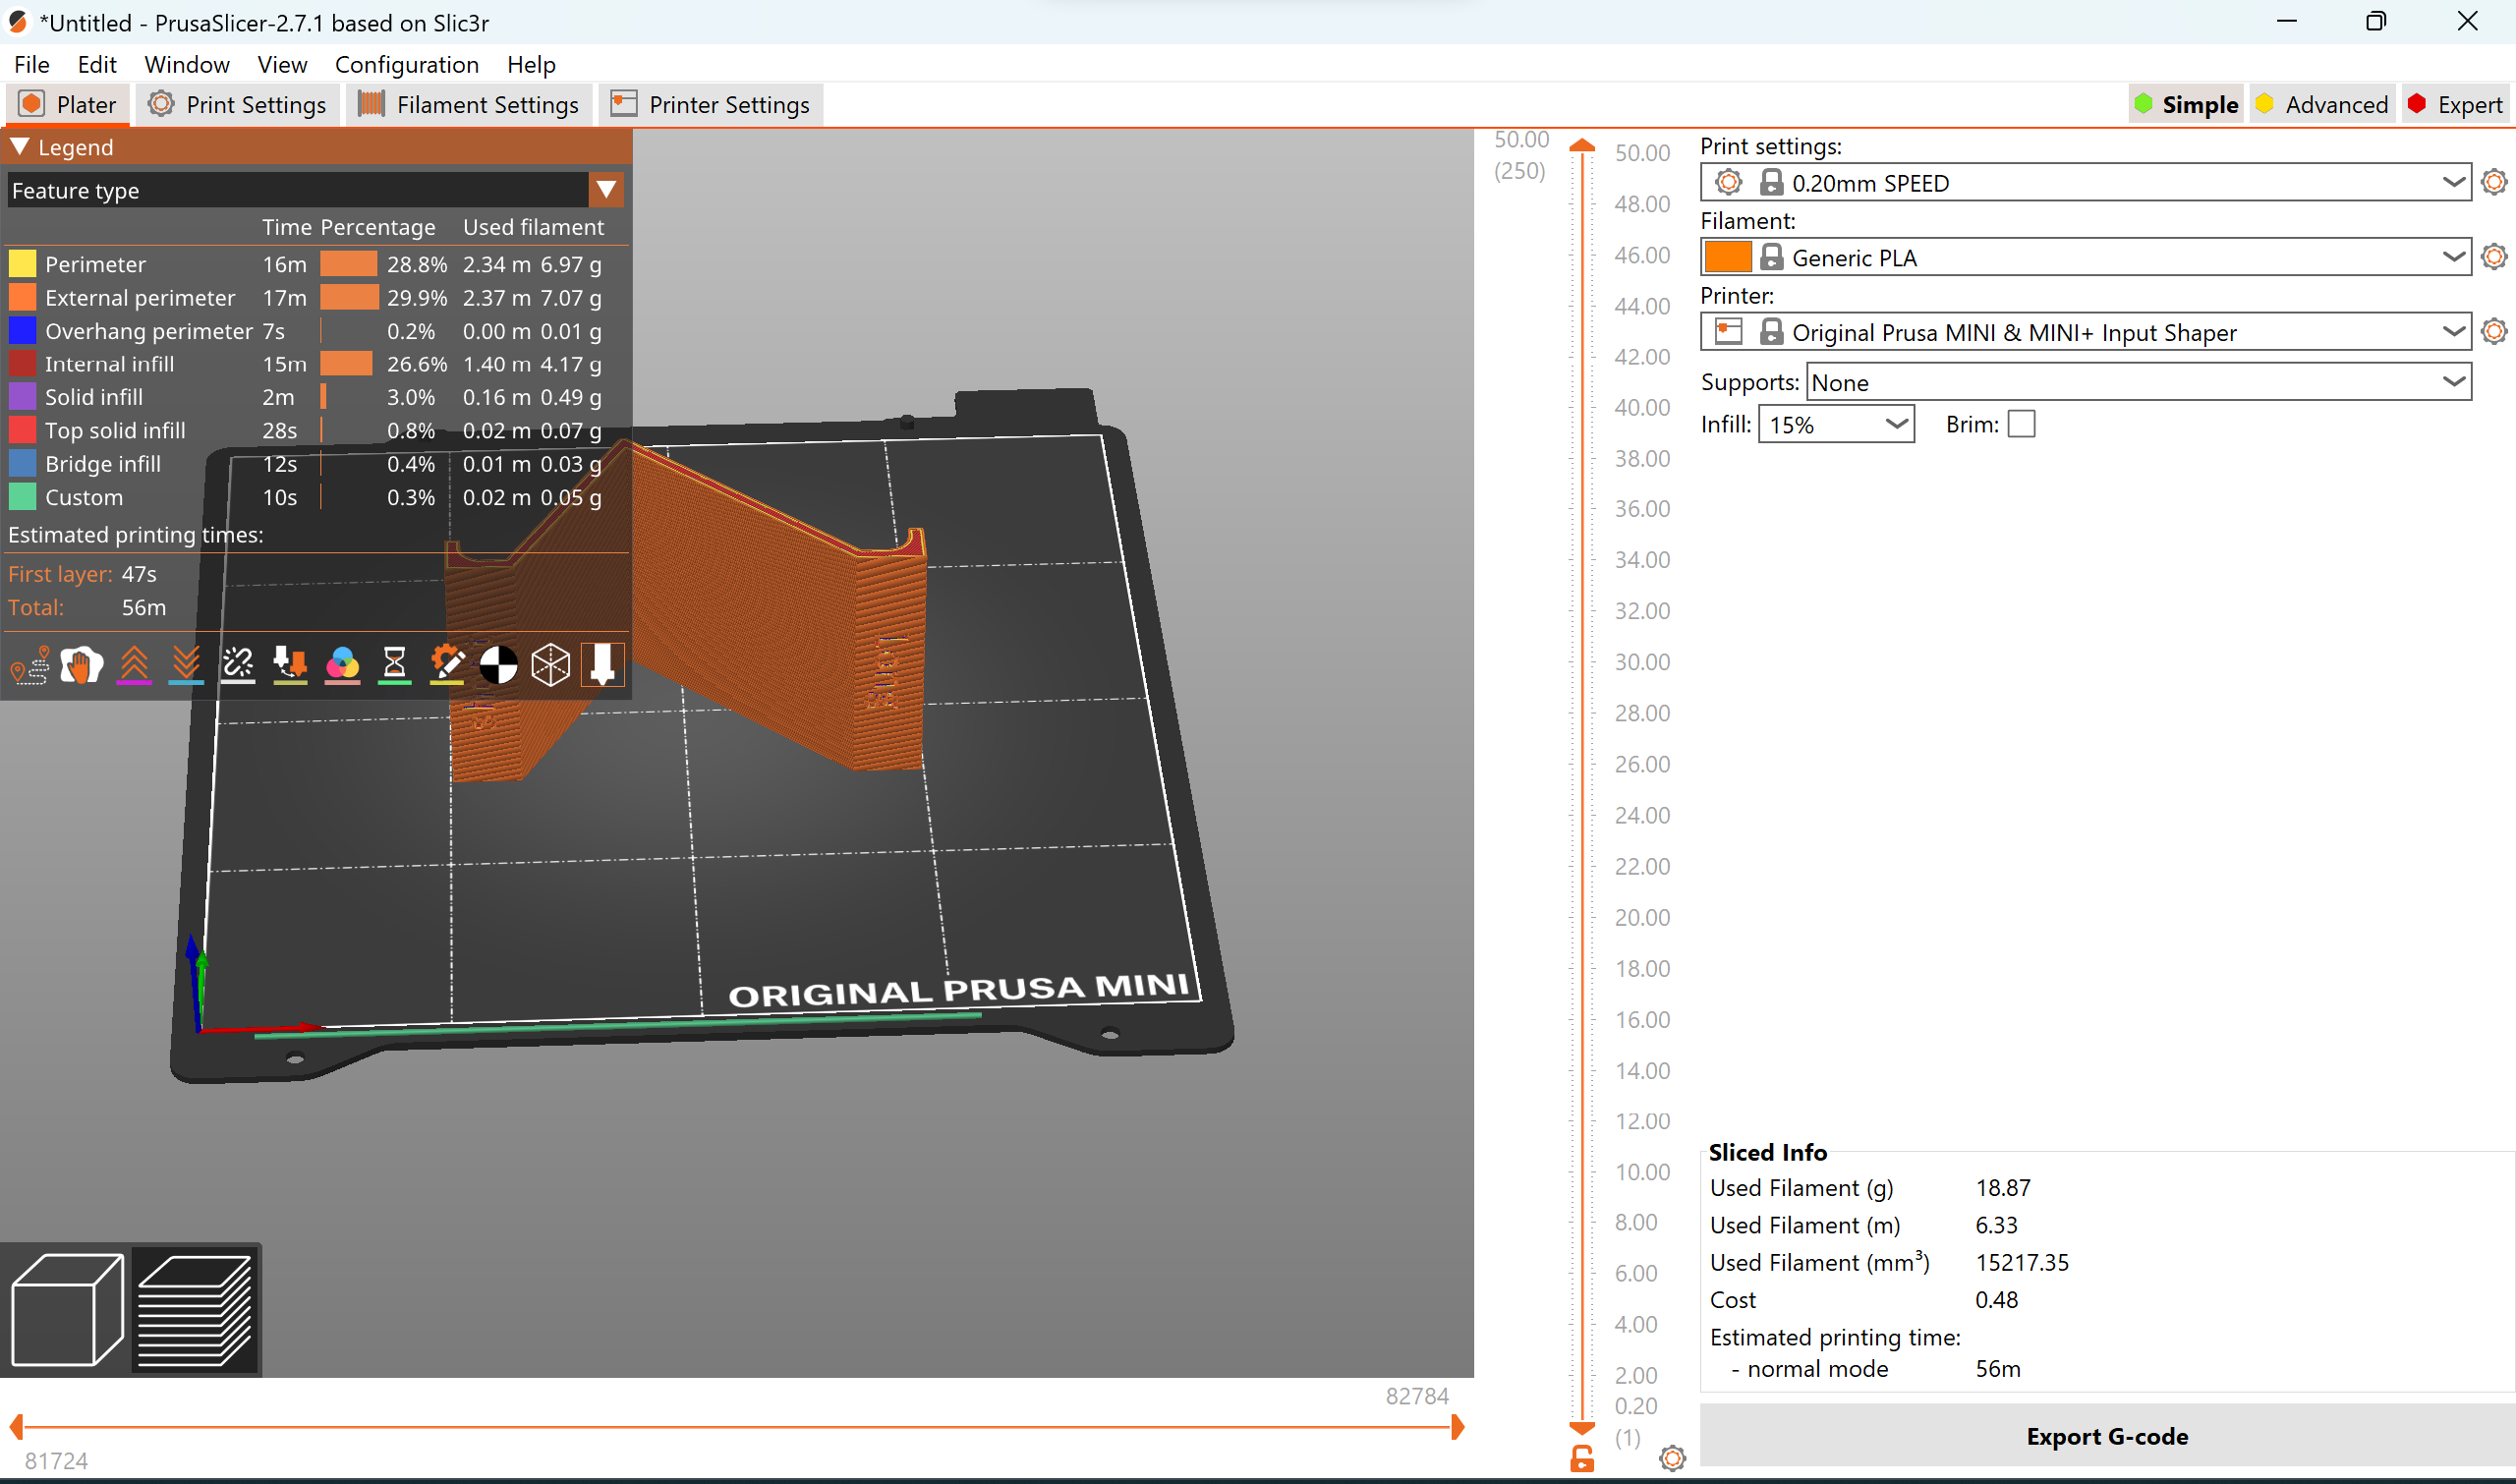 *Untitled - PrusaSlicer-2.7.1 based on Slic3r
File Edit Window View Configuration Help
Plater Print Settings Filament Settings Printer Settings Simple Advanced Expert
Legend
Feature type
Time Percentage Used filament
Perimeter 16m 28.8% 2.34 m 6.97 g
External perimeter 17m 29.9% 2.37 m 7.07 g
Overhang perimeter 7s 0.2% 0.00 m 0.01 g
Internal infill 15m 26.6% 1.40 m 4.17 g
Solid infill 2m 3.0% 0.16 m 0.49 g
Top solid infill 28s 0.8% 0.02 m 0.07 g
Bridge infill 12s 0.4% 0.01 m 0.03 g
Custom 10s 0.3% 0.02 m 0.05 g
Estimated printing times:
First layer: 47s
Total: 56m
ORIGINAL PRUSA MINI
82784
81724
50.00
(250)
50.00
48.00
46.00
44.00
42.00
40.00
38.00
36.00
34.00
32.00
30.00
28.00
26.00
24.00
22.00
20.00
18.00
16.00
14.00
12.00
10.00
8.00
6.00
4.00
2.00
0.20
(1)
Print settings:
0.20mm SPEED
Filament:
Generic PLA
Printer:
Original Prusa MINI & MINI+ Input Shaper
Supports: None
Infill: 15% Brim:
Sliced Info
Used Filament (g) 18.87
Used Filament (m) 6.33
Used Filament (mm³) 15217.35
Cost 0.48
Estimated printing time:
- normal mode 56m
Export G-code